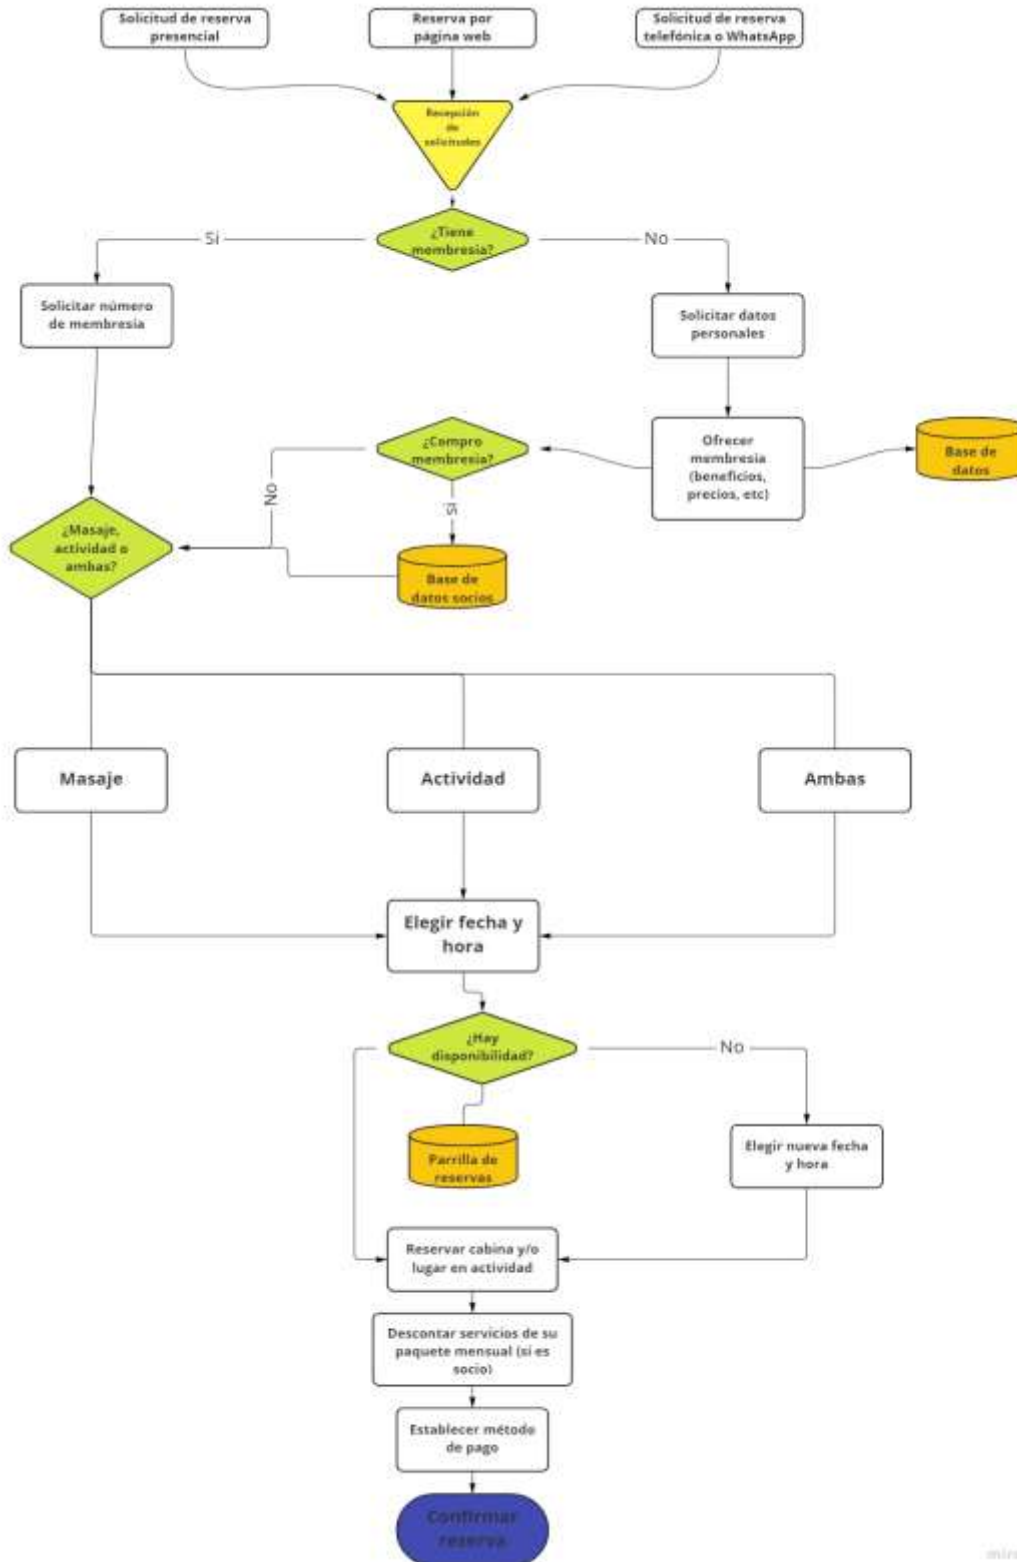 Solicitud de reserva
presencial
Reserva por
página web
Solicitud de reserva
telefónica o WhatsApp
Recepción
de
solicitudes
¿Tiene
membresia?
Si
No
Solicitar número
de membresia
Solicitar datos
personales
¿Compro
membresia?
Ofrecer
membresia
(beneficios,
precios, etc)
Base de
datos
No
Si
¿Masaje,
actividad o
ambas?
Base de
datos socios
Masaje
Actividad
Ambas
Elegir fecha y
hora
¿Hay
disponibilidad?
No
Parrilla de
reservas
Elegir nueva fecha
y hora
Reservar cabina y/o
lugar en actividad
Descontar servicios de su
paquete mensual (si es
socio)
Establecer método
de pago
Confirmar
reserva
miro